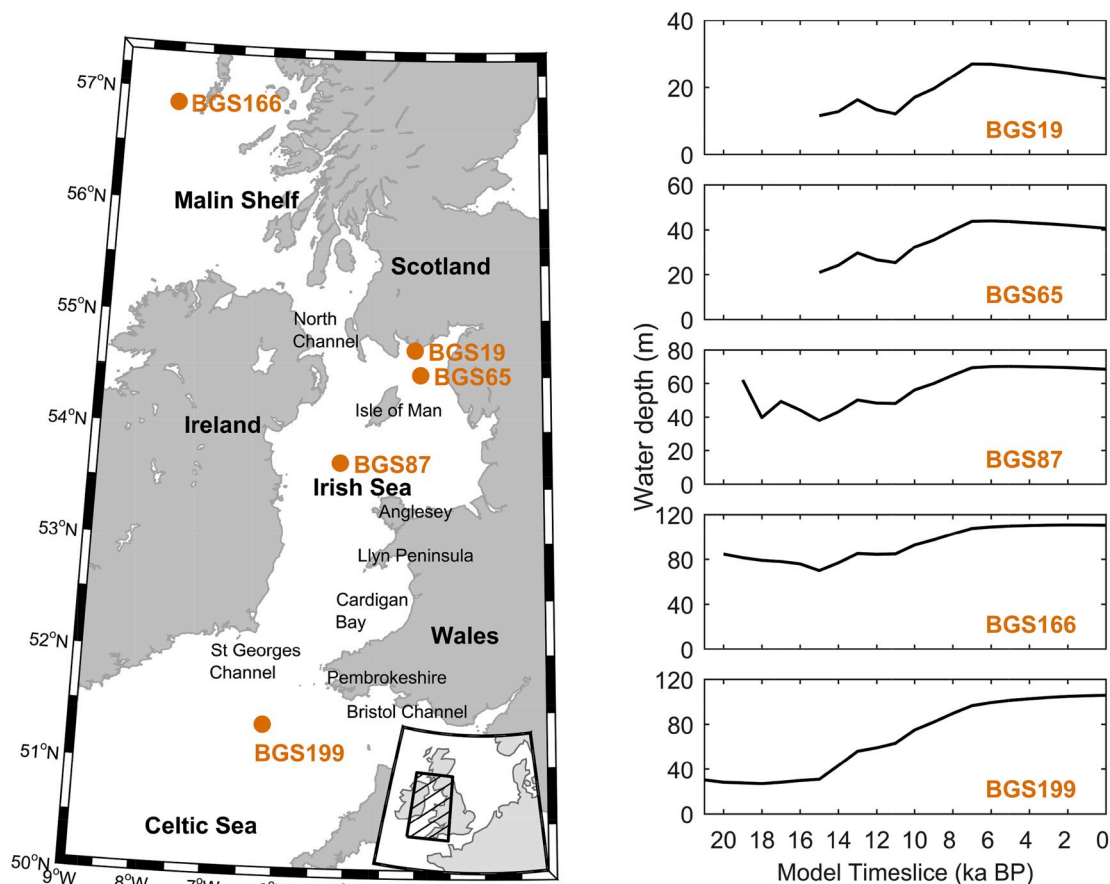 57°N
56°N
55°N
54°N
53°N
52°N
51°N
50°N
9°W
8°W
BGS166
Malin Shelf
Scotland
North
Channel
BGS19
BGS65
Isle of Man
Ireland
BGS87
Irish Sea
Anglesey
Llyn Peninsula
Cardigan
Bay
Wales
St Georges
Channel
Pembrokeshire
Bristol Channel
BGS199
Celtic Sea
Water depth (m)
40
20
0
BGS19
60
40
20
0
BGS65
80
60
40
20
0
BGS87
120
80
40
0
BGS166
120
80
40
0
BGS199
20 18 16 14 12 10 8 6 4 2 0
Model Timeslice (ka BP)